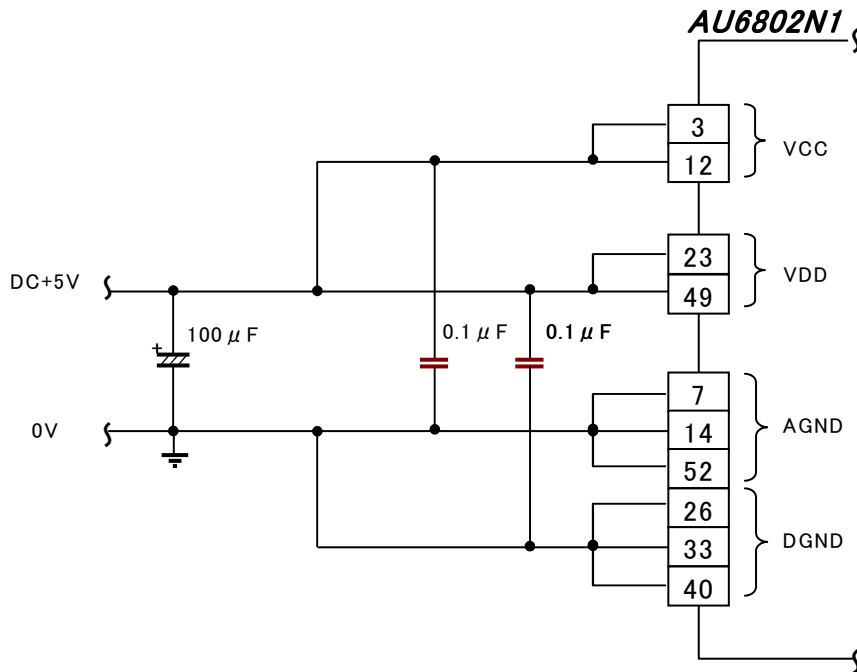 AU6802N1
3
VCC
12
23
VDD
DC+5V
49
100μF
+
0.1μF
0.1μF
7
0V
14
AGND
52
26
33
DGND
40